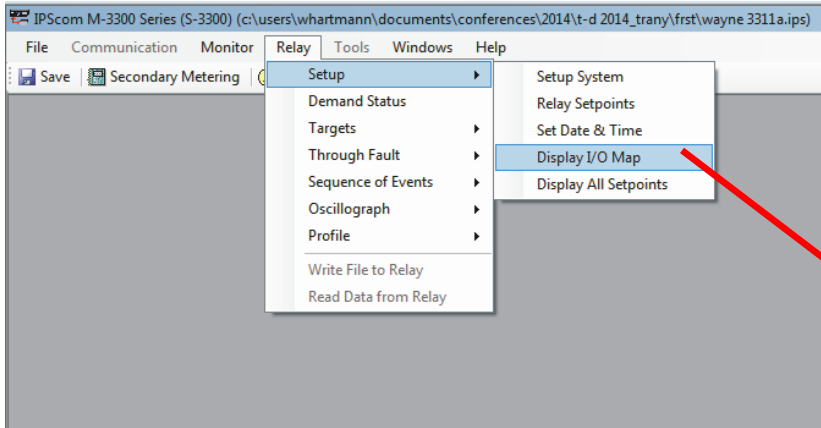 IPScom M-3300 Series (S-3300) (c:\users\whartmann\documents\conferences\2014\t-d 2014_trany\frst\wayne 3311a.ips)
File Communication Monitor Relay Tools Windows Help
Save Secondary Metering
Setup
Demand Status
Targets
Through Fault
Sequence of Events
Oscillograph
Profile
Write File to Relay
Read Data from Relay
Setup System
Relay Setpoints
Set Date & Time
Display I/O Map
Display All Setpoints